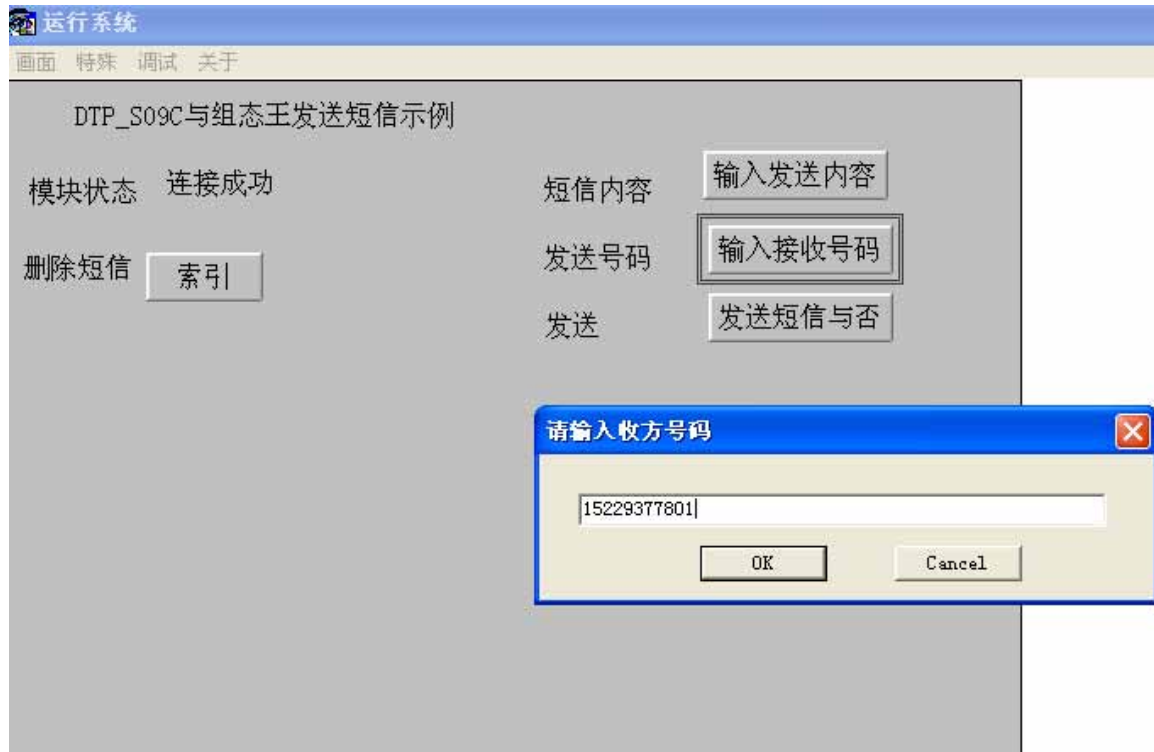 运行系统
画面 特殊 调试 关于
DTP_S09C与组态王发送短信示例
模块状态 连接成功
短信内容 输入发送内容
发送号码 输入接收号码
删除短信 索引
发送 发送短信与否
请输入收方号码
15229377801
OK Cancel